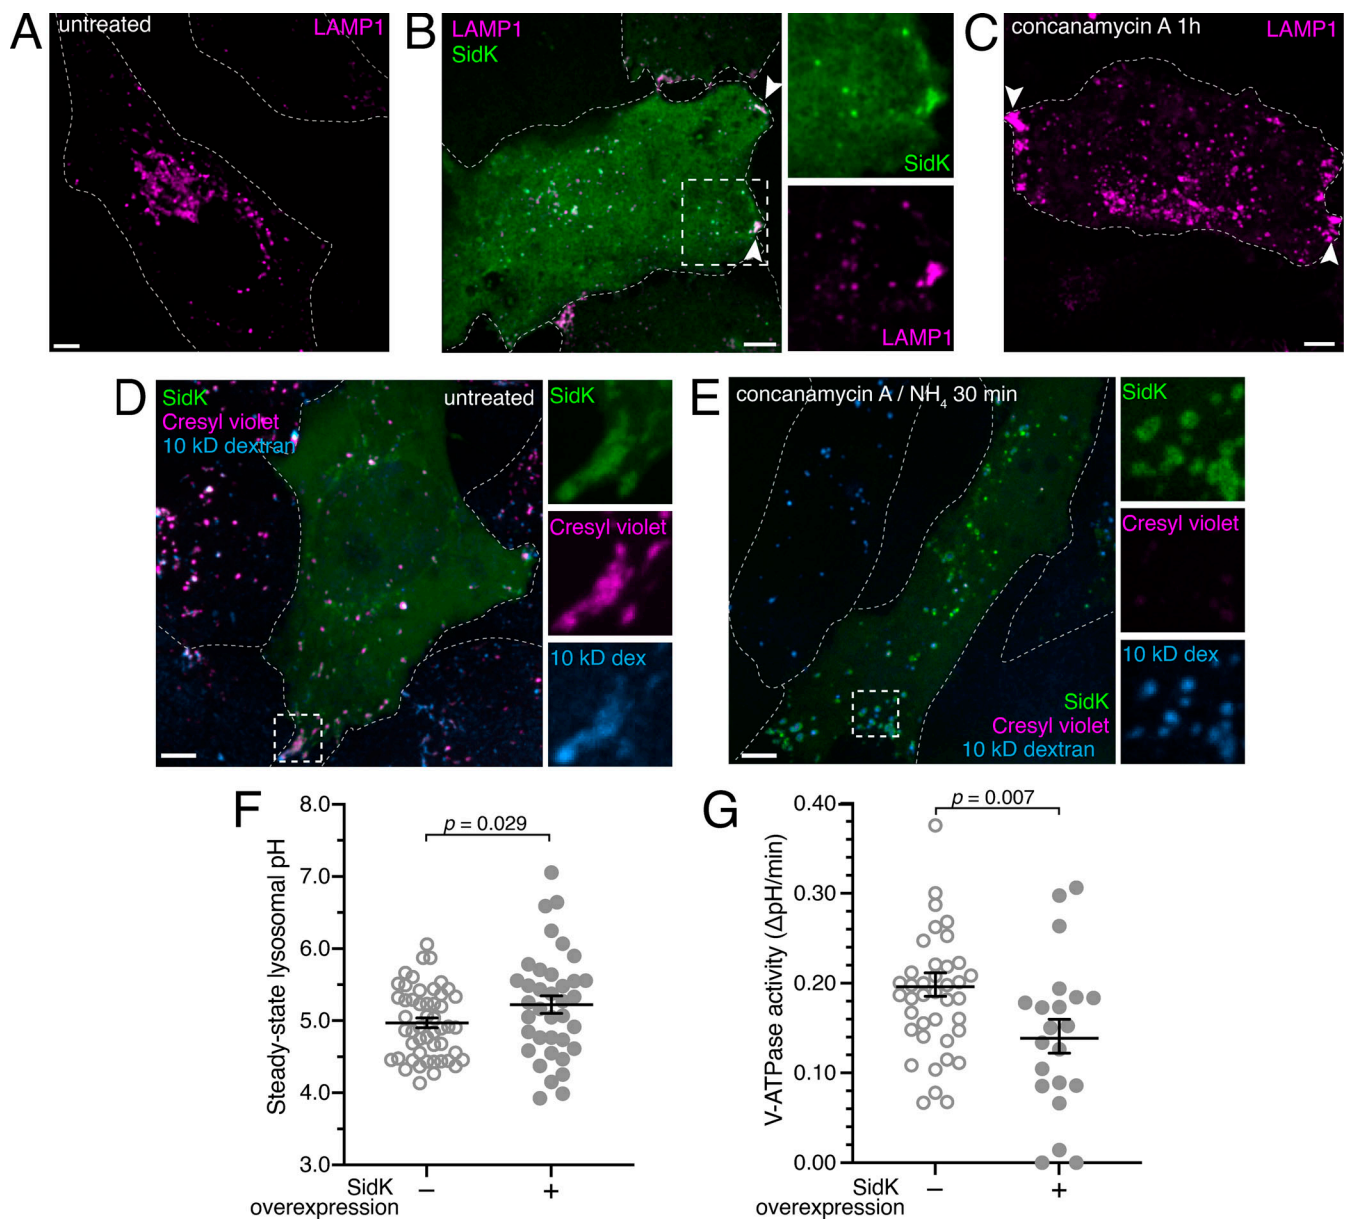 A
untreated
LAMP1
B
LAMP1
SidK
SidK
LAMP1
C
concanamycin A 1h
LAMP1
D
SidK
Cresyl violet
10 kD dextran
untreated
SidK
Cresyl violet
10 kD dex
E
concanamycin A / NH₄ 30 min
SidK
Cresyl violet
10 kD dextran
SidK
Cresyl violet
10 kD dex
F
Steady-state lysosomal pH
8.0
7.0
6.0
5.0
4.0
3.0
p = 0.029
SidK
overexpression
–
+
G
V-ATPase activity (ΔpH/min)
0.40
0.30
0.20
0.10
0.00
p = 0.007
SidK
overexpression
–
+